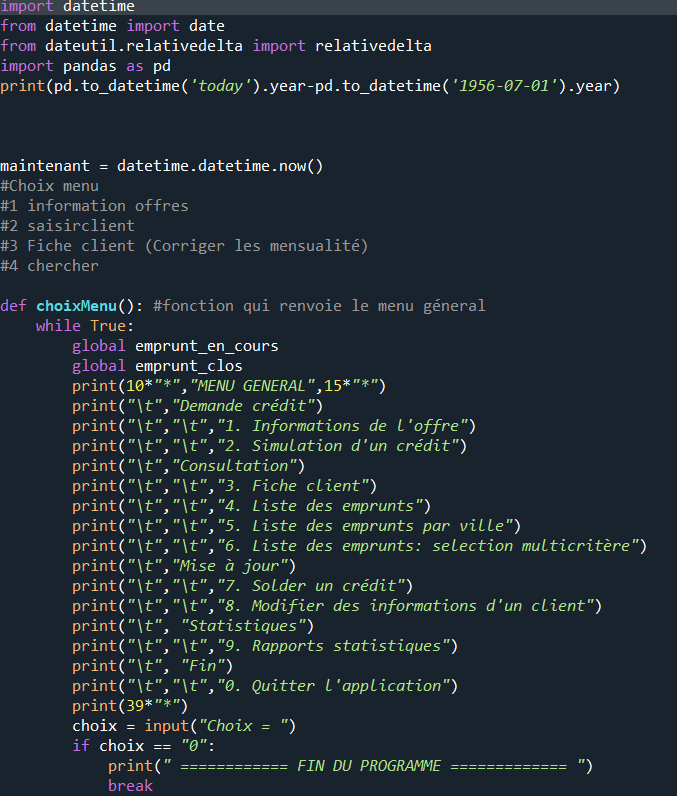 import datetime
from datetime import date
from dateutil.relativedelta import relativedelta
import pandas as pd
print(pd.to_datetime('today').year-pd.to_datetime('1956-07-01').year)
maintenant = datetime.datetime.now()
#Choix menu
#1 information offres
#2 saisirclient
#3 Fiche client (Corriger les mensualité)
#4 chercher
def choixMenu(): #fonction qui renvoie le menu géneral
    while True:
        global emprunt_en_cours
        global emprunt_clos
        print(10*"*","MENU GENERAL",15*"*")
        print("\t","Demande crédit")
        print("\t","\t","1. Informations de l'offre")
        print("\t","\t","2. Simulation d'un crédit")
        print("\t","Consultation")
        print("\t","\t","3. Fiche client")
        print("\t","\t","4. Liste des emprunts")
        print("\t","\t","5. Liste des emprunts par ville")
        print("\t","\t","6. Liste des emprunts: selection multicritère")
        print("\t","Mise à jour")
        print("\t","\t","7. Solder un crédit")
        print("\t","\t","8. Modifier des informations d'un client")
        print("\t", "Statistiques")
        print("\t","\t","9. Rapports statistiques")
        print("\t", "Fin")
        print("\t","\t","0. Quitter l'application")
        print(39*"*")
        choix = input("Choix = ")
        if choix == "0":
            print(" ============ FIN DU PROGRAMME ============= ")
            break